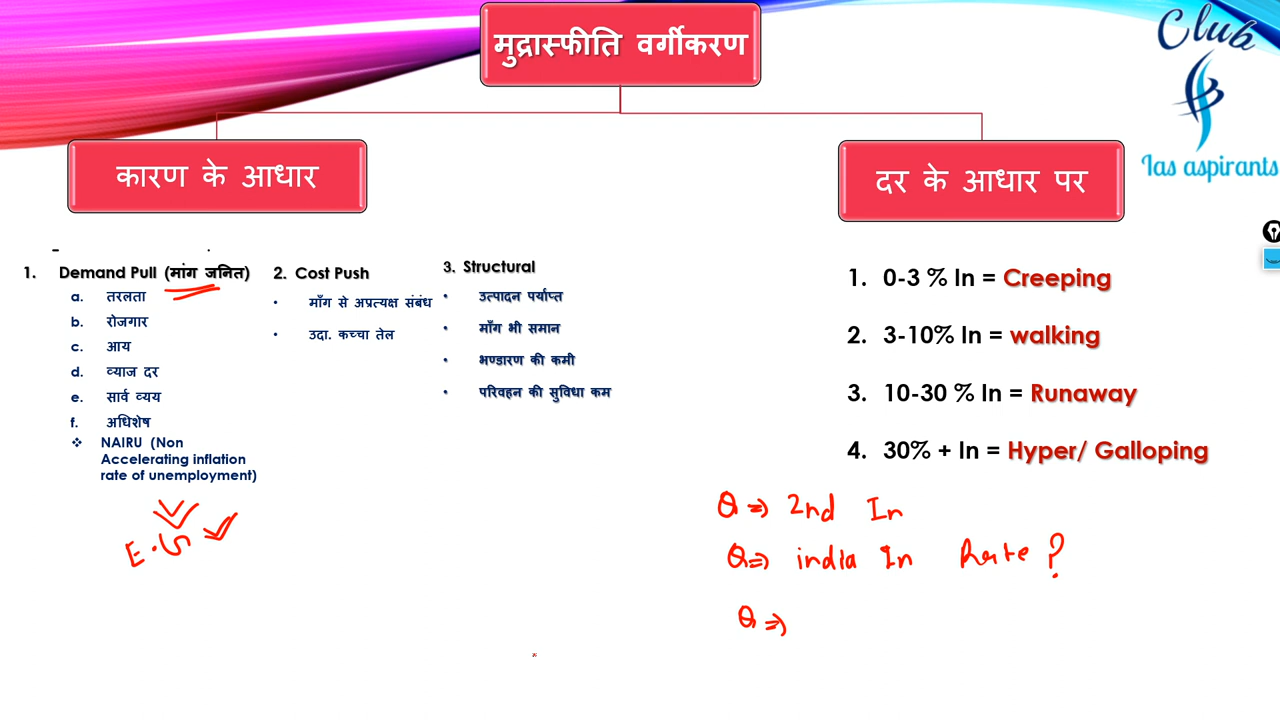 मुद्रास्फीति वर्गीकरण
Club
Ias aspirants
कारण के आधार
दर के आधार पर
1. Demand Pull (मांग जनित)
a. तरलता
b. रोजगार
c. आय
d. व्याज दर
e. सार्व व्यय
f. अधिशेष
NAIRU (Non
Accelerating inflation
rate of unemployment)
E.G
2. Cost Push
माँग से अप्रत्यक्ष संबंध
उदा. कच्चा तेल
3. Structural
उत्पादन पर्याप्त
माँग भी समान
भण्डारण की कमी
परिवहन की सुविधा कम
1. 0-3 % In = Creeping
2. 3-10% In = walking
3. 10-30 % In = Runaway
4. 30% + In = Hyper/ Galloping
Q ⇒ 2nd In
Q ⇒ india In Rate ?
Q ⇒